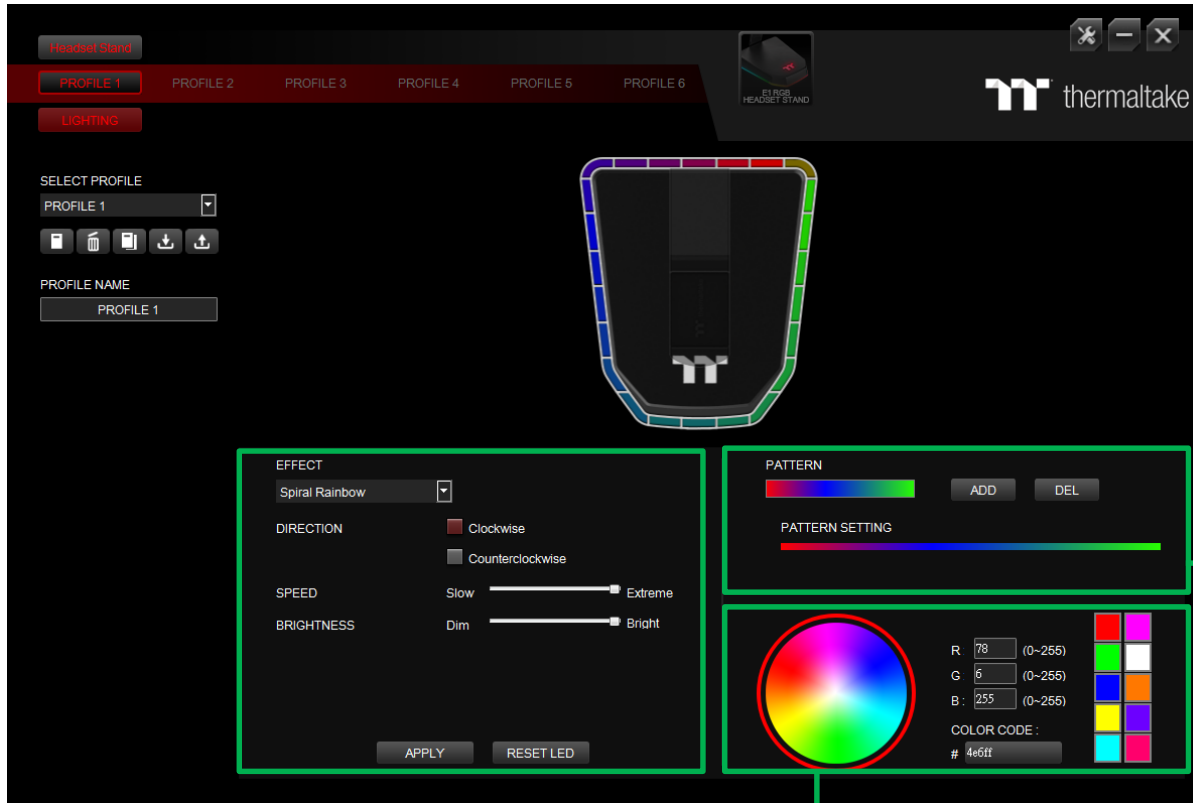 Headset Stand
PROFILE 1 PROFILE 2 PROFILE 3 PROFILE 4 PROFILE 5 PROFILE 6
E1 RGB
HEADSET STAND
thermaltake
LIGHTING
SELECT PROFILE
PROFILE 1
PROFILE NAME
PROFILE 1
EFFECT
Spiral Rainbow
DIRECTION Clockwise
Counterclockwise
SPEED Slow Extreme
BRIGHTNESS Dim Bright
APPLY RESET LED
PATTERN
ADD DEL
PATTERN SETTING
R 78 (0~255)
G 6 (0~255)
B : 255 (0~255)
COLOR CODE :
# 4e6ff